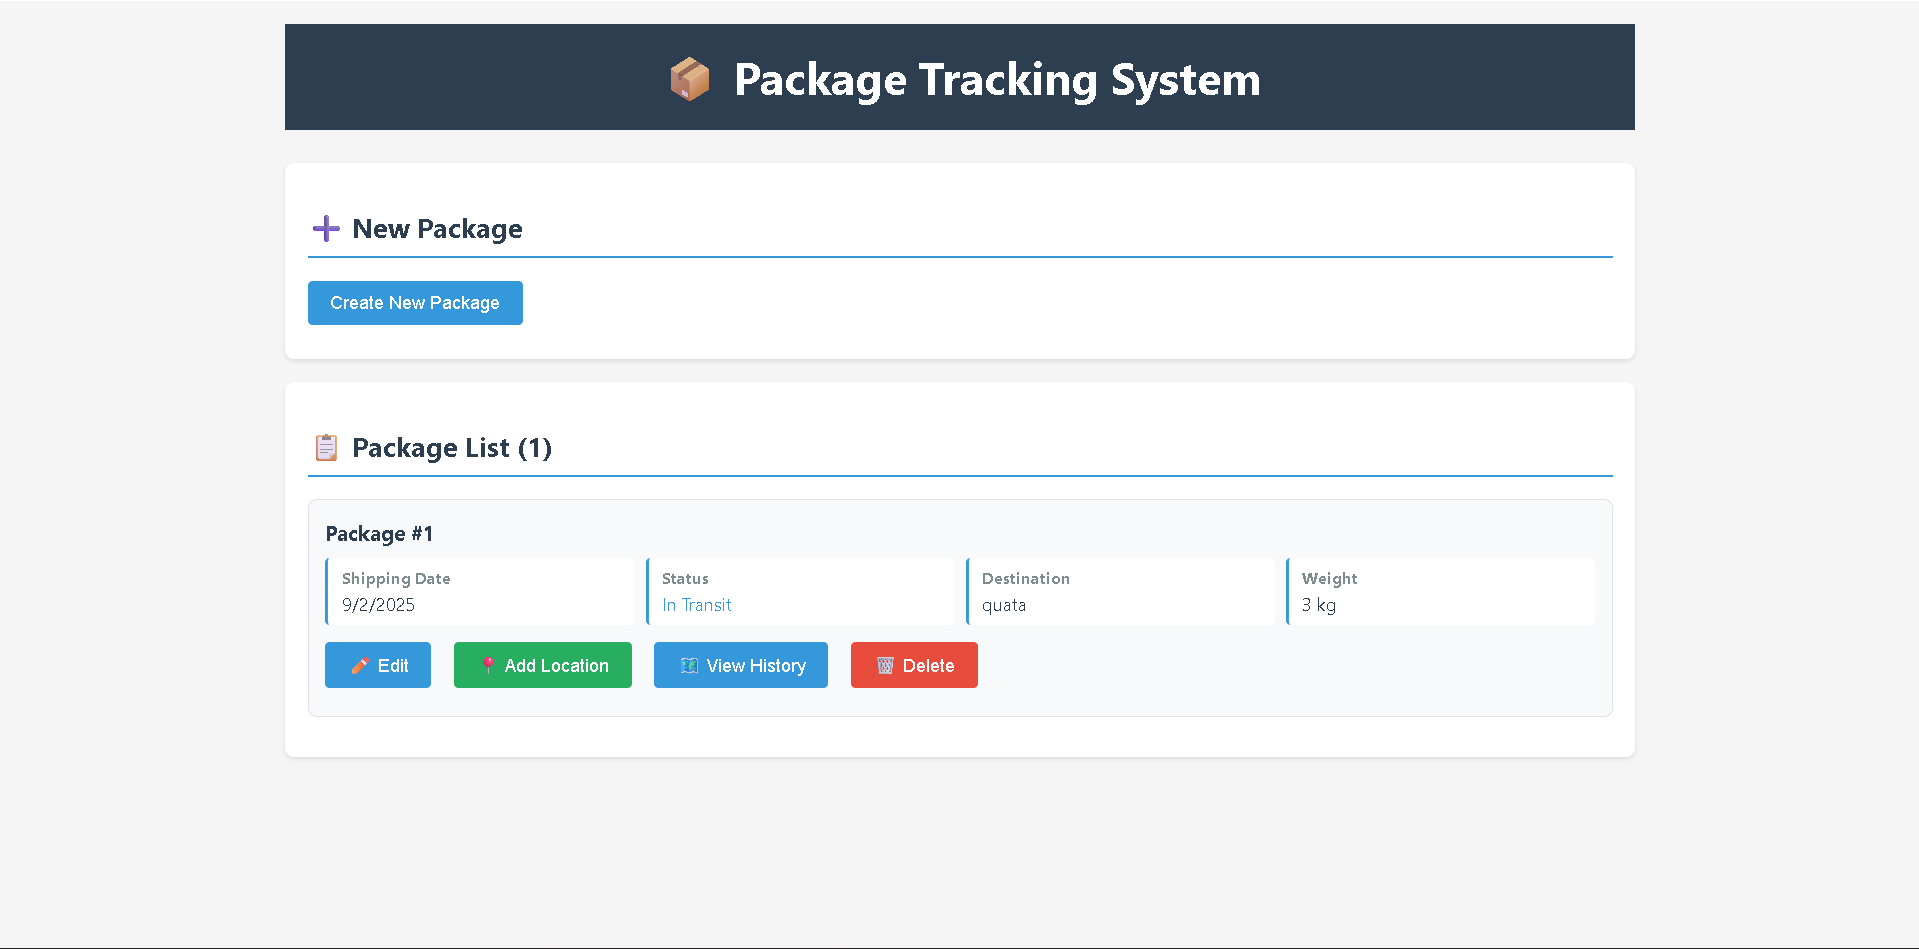 Package Tracking System
New Package
Create New Package
Package List (1)
Package #1
Shipping Date
9/2/2025
Status
In Transit
Destination
quata
Weight
3 kg
Edit
Add Location
View History
Delete